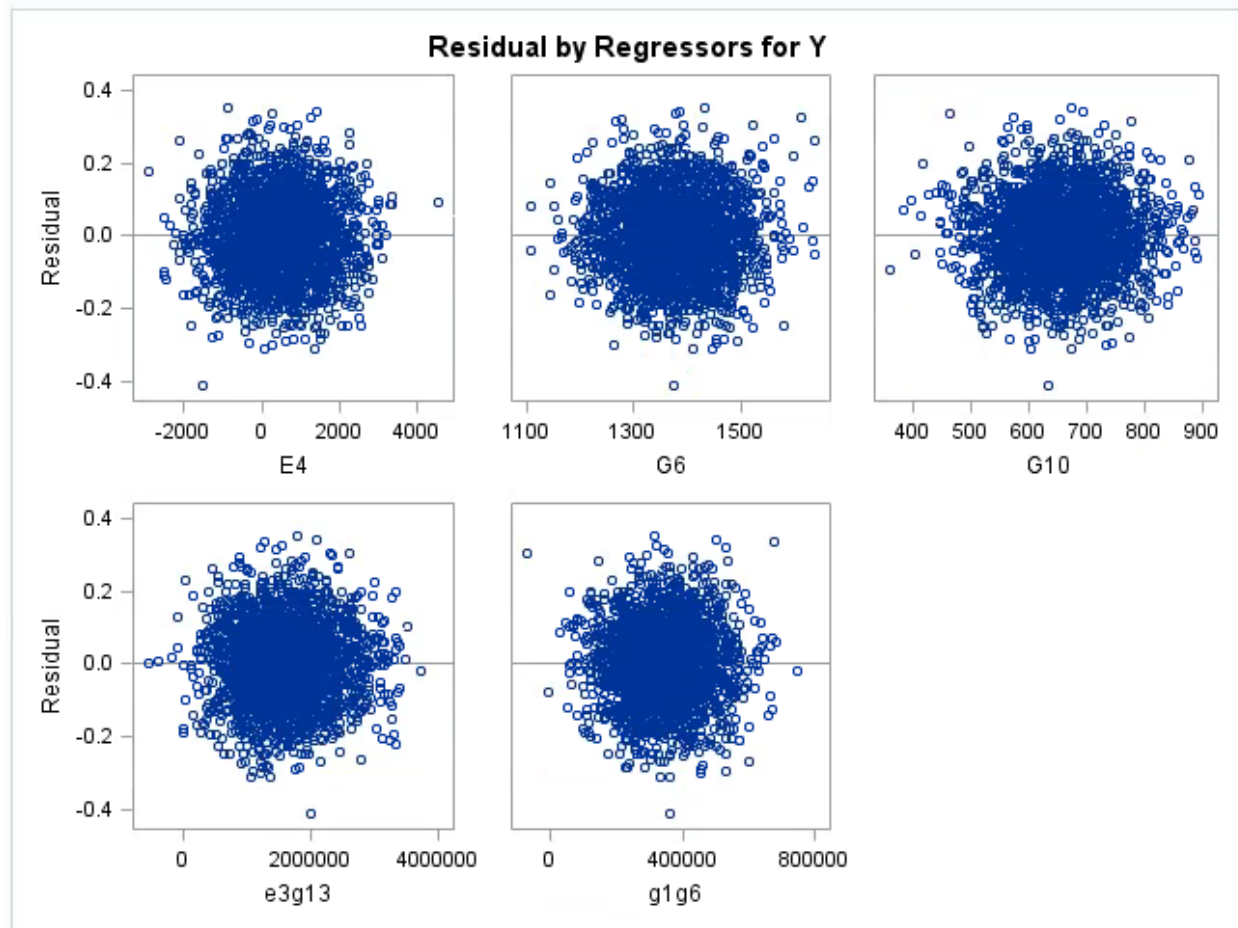 Residual by Regressors for Y
0.4
0.2
0.0
-0.2
-0.4
Residual
-2000 0 2000 4000
E4
1100 1300 1500
G6
400 500 600 700 800 900
G10
0.4
0.2
0.0
-0.2
-0.4
Residual
0 2000000 4000000
e3g13
0 400000 800000
g1g6